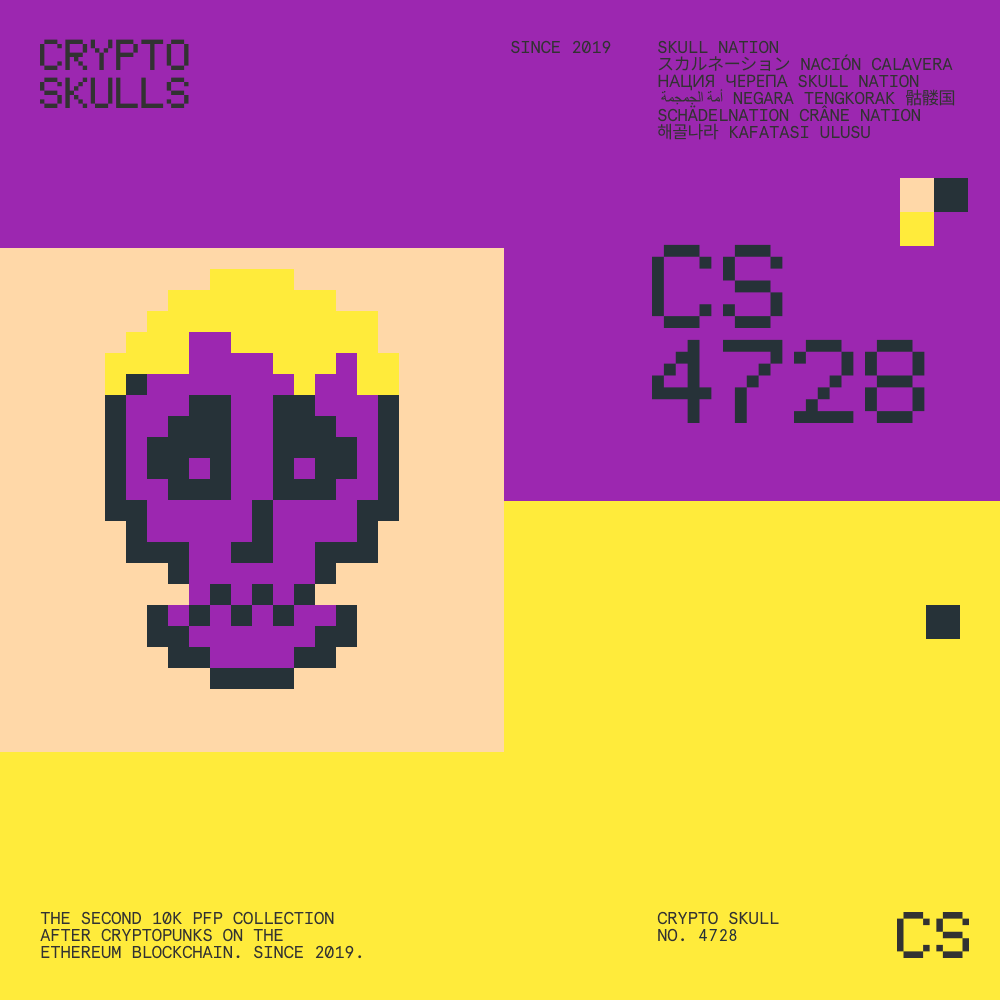 CRYPTO
SKULLS
SINCE 2019
SKULL NATION
スカルネーション NACIÓN CALAVERA
НАЦИЯ ЧЕРЕПА SKULL NATION
أمة الجمجمة NEGARA TENGKORAK 骷髅国
SCHÄDELNATION CRÂNE NATION
해골나라 KAFATASI ULUSU
CS
4728
THE SECOND 10K PFP COLLECTION
AFTER CRYPTOPUNKS ON THE
ETHEREUM BLOCKCHAIN. SINCE 2019.
CRYPTO SKULL
NO. 4728
CS